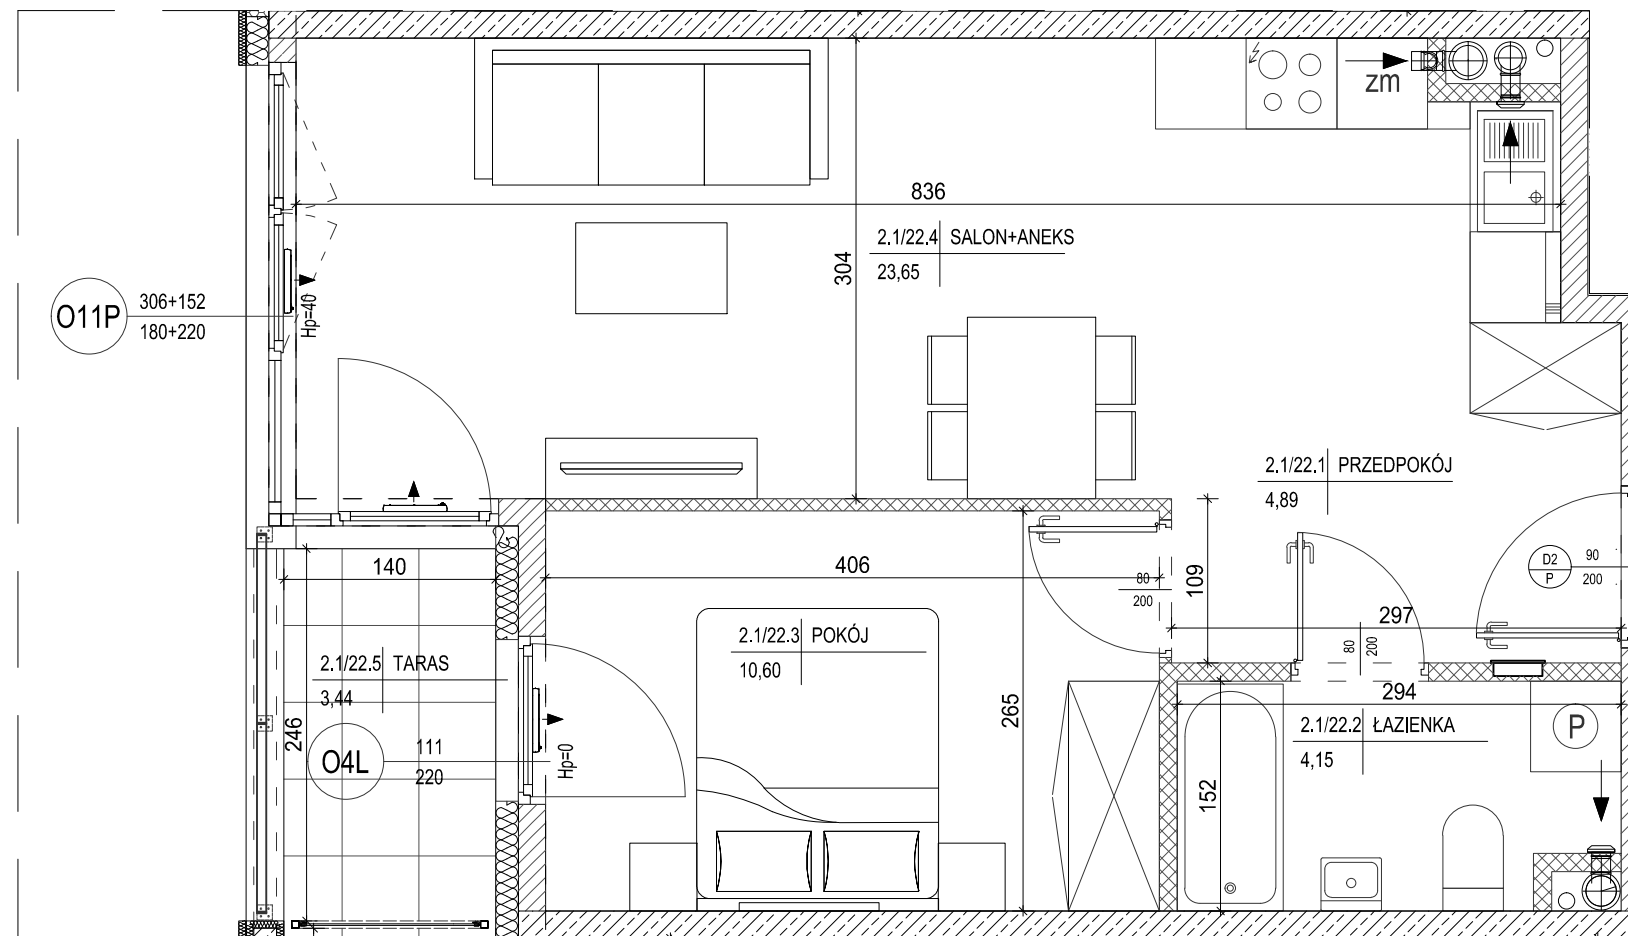 zm
836
2.1/22.4 SALON+ANEKS
23,65
304
O11P
306+152
180+220
Hp=40
2.1/22.1 PRZEDPOKÓJ
4,89
D2
P
90
200
140
406
80
200
109
297
80
200
2.1/22.3 POKÓJ
10,60
2.1/22.5 TARAS
3,44
294
2.1/22.2 ŁAZIENKA
4,15
P
265
246
O4L
111
220
Hp=0
152